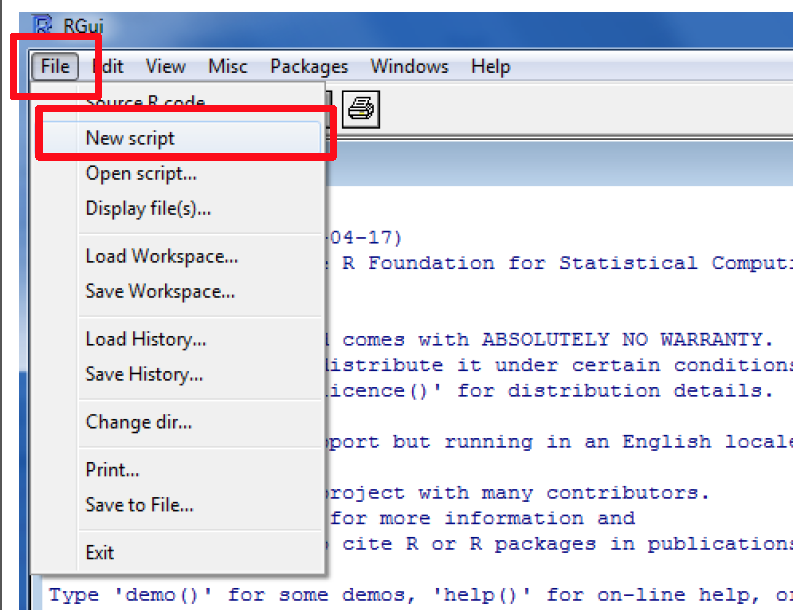 RGui
File Edit View Misc Packages Windows Help
Source R code...
New script
Open script...
Display file(s)...
Load Workspace...
Save Workspace...
Load History...
Save History...
Change dir...
Print...
Save to File...
Exit
04-17)
R Foundation for Statistical Computi
comes with ABSOLUTELY NO WARRANTY.
distribute it under certain conditions
icence()' for distribution details.
port but running in an English locale
project with many contributors.
for more information and
cite R or R packages in publications
Type 'demo()' for some demos, 'help()' for on-line help, or